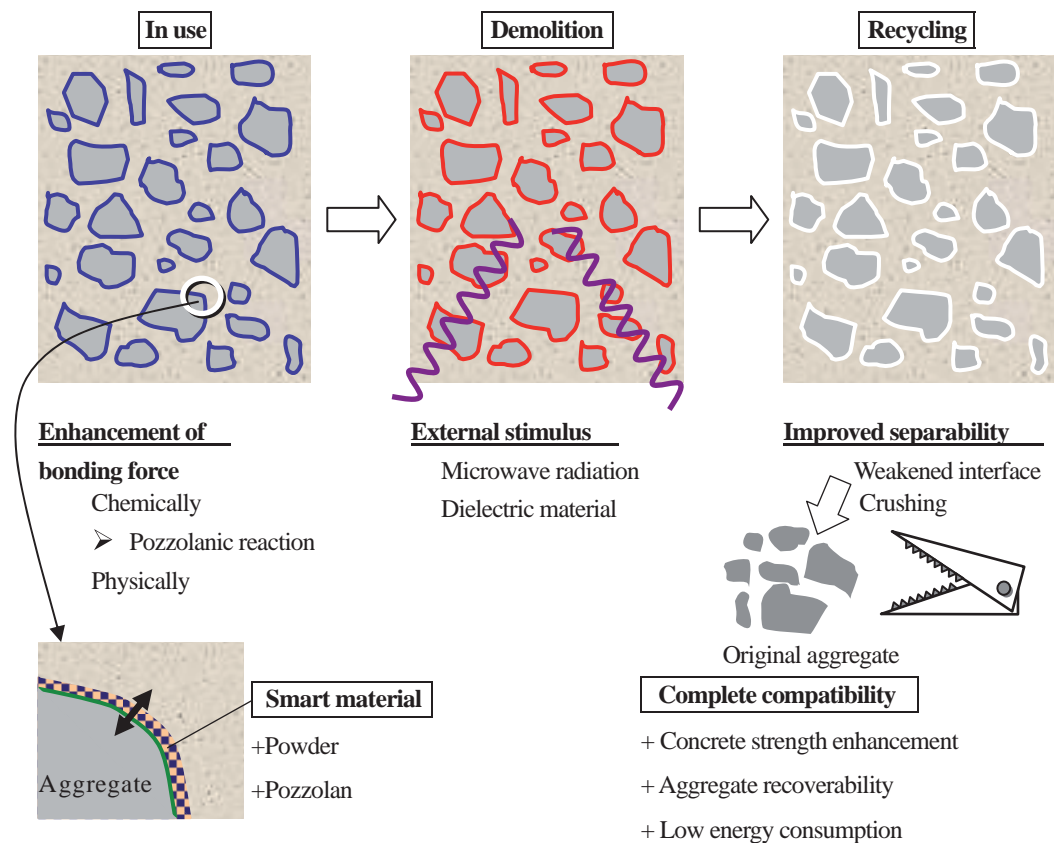 In use
Demolition
Recycling
Enhancement of
bonding force
Chemically
➢ Pozzolanic reaction
Physically
External stimulus
Microwave radiation
Dielectric material
Improved separability
Weakened interface
Crushing
Original aggregate
Aggregate
Smart material
+Powder
+Pozzolan
Complete compatibility
+ Concrete strength enhancement
+ Aggregate recoverability
+ Low energy consumption